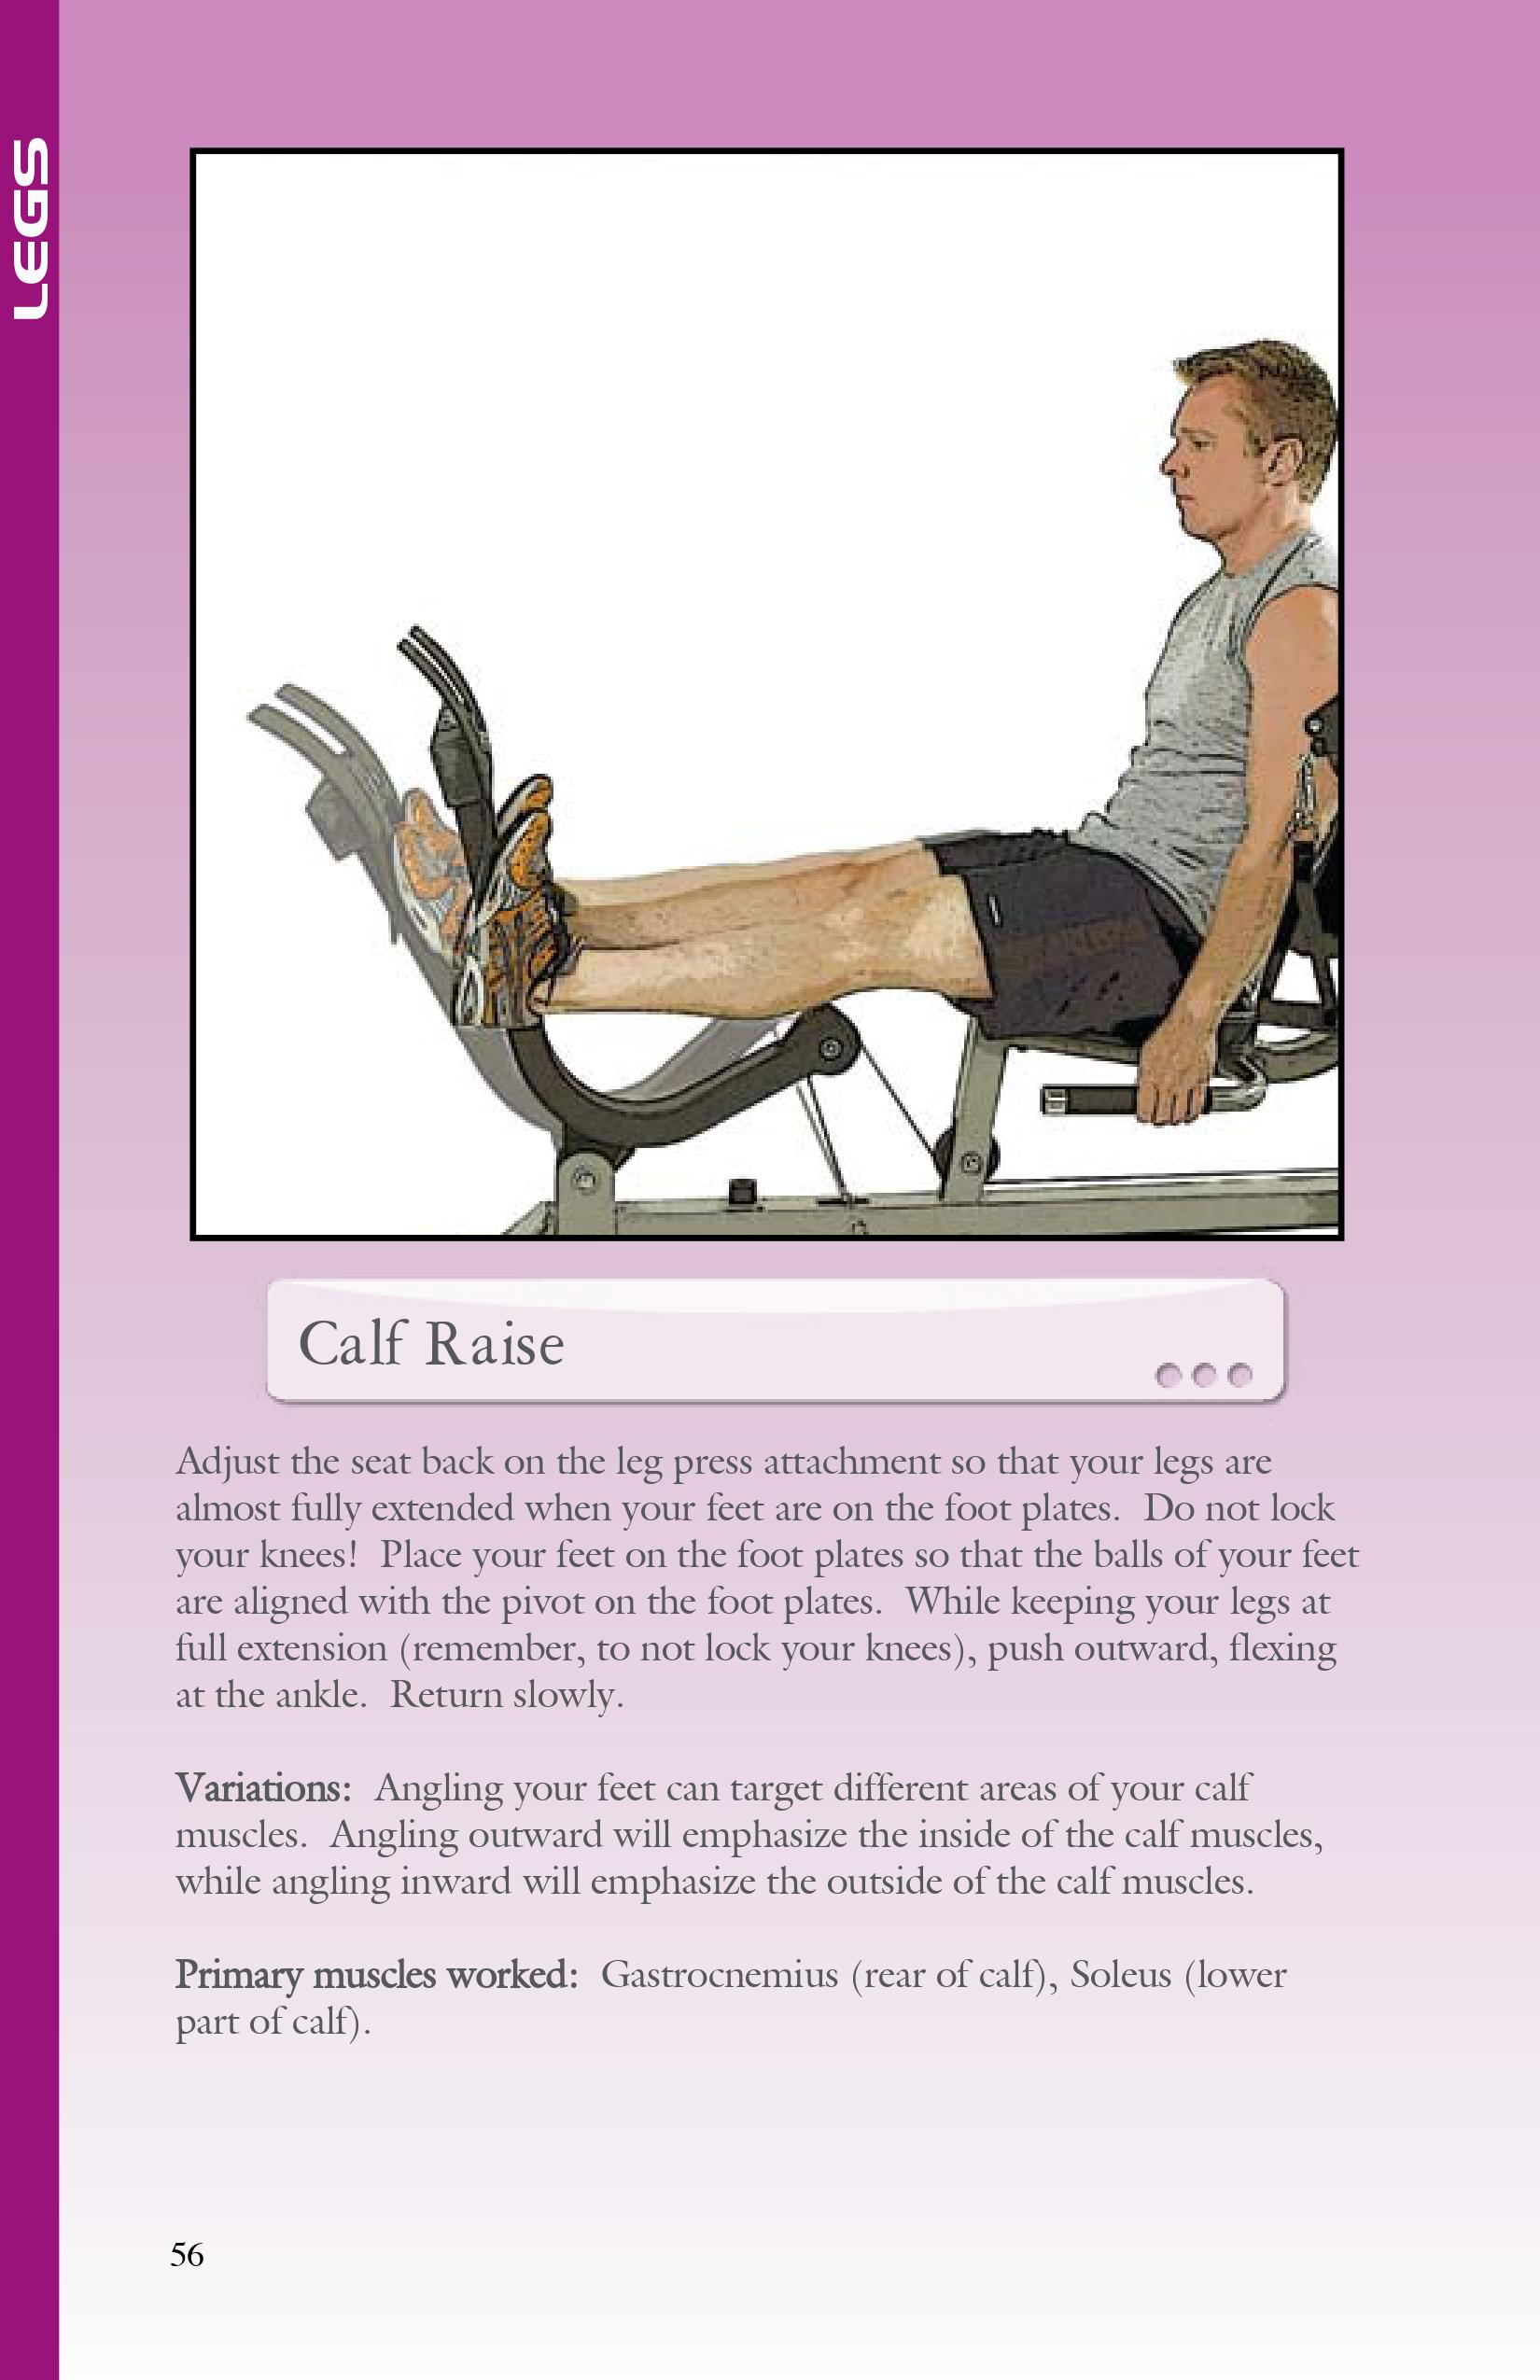 LEGS
Calf Raise
Adjust the seat back on the leg press attachment so that your legs are
almost fully extended when your feet are on the foot plates.  Do not lock
your knees!  Place your feet on the foot plates so that the balls of your feet
are aligned with the pivot on the foot plates.  While keeping your legs at
full extension (remember, to not lock your knees), push outward, flexing
at the ankle.  Return slowly.
Variations:  Angling your feet can target different areas of your calf
muscles.  Angling outward will emphasize the inside of the calf muscles,
while angling inward will emphasize the outside of the calf muscles.
Primary muscles worked:  Gastrocnemius (rear of calf), Soleus (lower
part of calf).
56